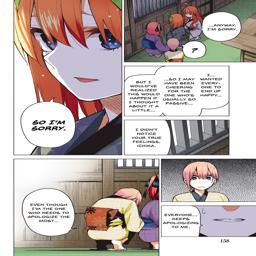 ...ANYWAY,
I'M SORRY.
?
I
WANTED
EVERY-
ONE TO
END UP
HAPPY...
...SO I MAY
HAVE BEEN
CHEERING
FOR THE
ONE WHO'S
USUALLY SO
PASSIVE...
BUT I
WOULD'VE
REALIZED
THIS WOULD
HAPPEN IF
I THOUGHT
ABOUT IT A
LITTLE...
I DIDN'T
NOTICE
YOUR TRUE
FEELINGS,
ICHIKA.
SO I'M
SORRY.
EVERYONE...
KEEPS
APOLOGIZING
TO ME.
EVEN THOUGH
I'M THE ONE
WHO NEEDS TO
APOLOGIZE THE
MOST...
158